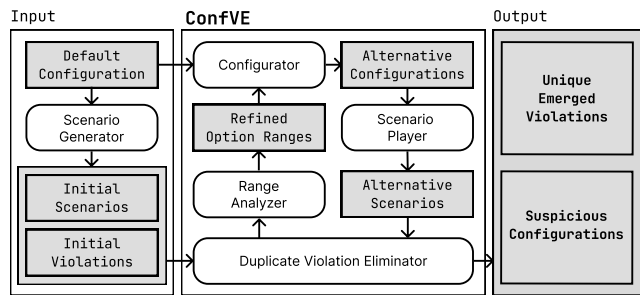 Input
Default
Configuration
Scenario
Generator
Initial
Scenarios
Initial
Violations
ConfVE
Configurator
Alternative
Configurations
Refined
Option Ranges
Scenario
Player
Range
Analyzer
Alternative
Scenarios
Duplicate Violation Eliminator
Output
Unique
Emerged
Violations
Suspicious
Configurations